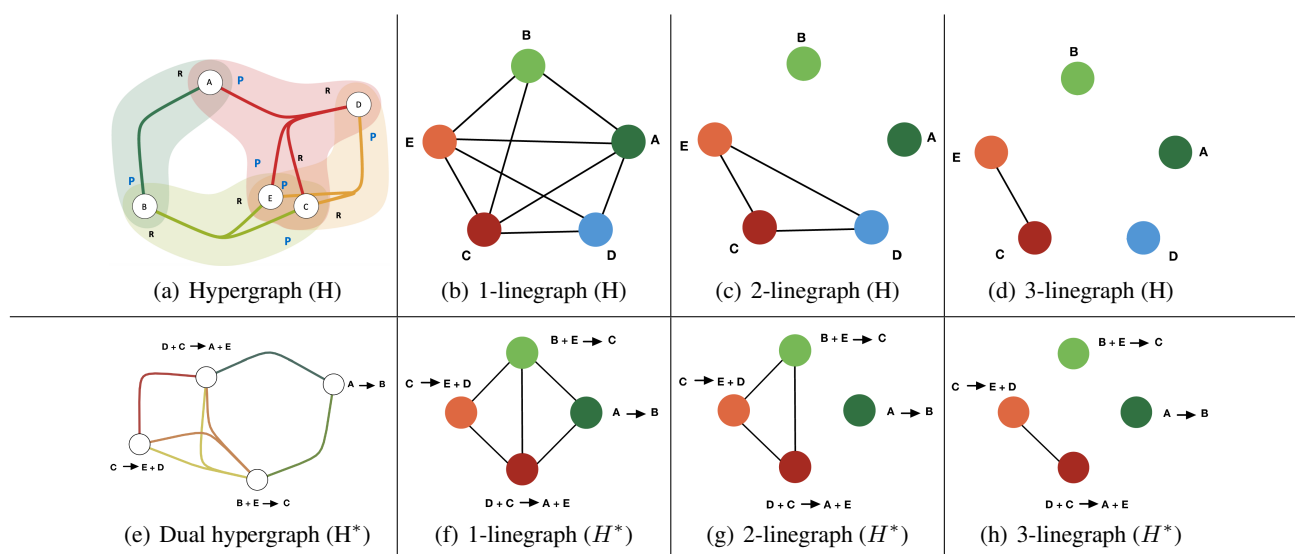 R
A
P
R
D
P
P
R
P
E
C
R
B
R
R
P
P
(a) Hypergraph (H)
B
E
A
C
D
(b) 1-linegraph (H)
B
E
A
C
D
(c) 2-linegraph (H)
B
E
A
C
D
(d) 3-linegraph (H)
D + C → A + E
A → B
C → E + D
B + E → C
(e) Dual hypergraph (H*)
B + E → C
C → E + D
A → B
D + C → A + E
(f) 1-linegraph (H*)
B + E → C
C → E + D
A → B
D + C → A + E
(g) 2-linegraph (H*)
B + E → C
C → E + D
A → B
D + C → A + E
(h) 3-linegraph (H*)